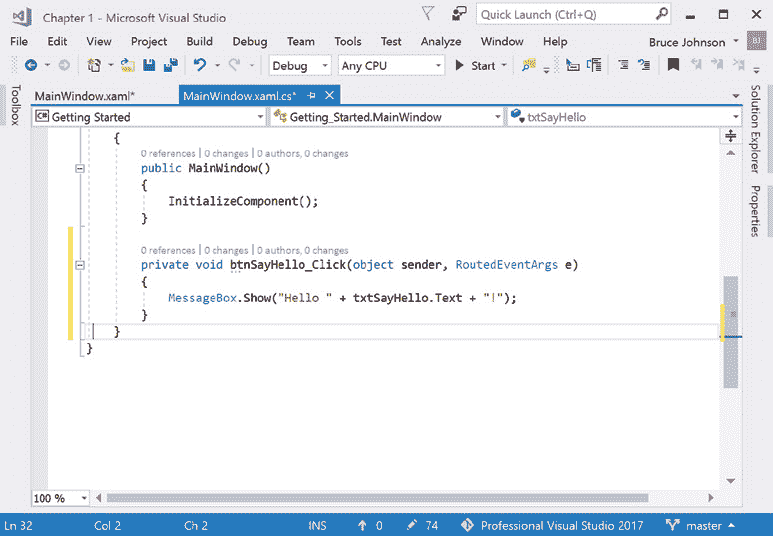 Chapter 1 - Microsoft Visual Studio Quick Launch (Ctrl+Q)
File Edit View Project Build Debug Team Tools Test Analyze Window Help Bruce Johnson
Debug Any CPU Start
Toolbox
MainWindow.xaml* MainWindow.xaml.cs*
Getting Started Getting_Started.MainWindow txtSayHello
{
0 references | 0 changes | 0 authors, 0 changes
public MainWindow()
{
InitializeComponent();
}
0 references | 0 changes | 0 authors, 0 changes
private void btnSayHello_Click(object sender, RoutedEventArgs e)
{
MessageBox.Show("Hello " + txtSayHello.Text + "!");
}
}
}
Solution Explorer
Properties
100 %
Ln 32 Col 2 Ch 2 INS 0 74 Professional Visual Studio 2017 master